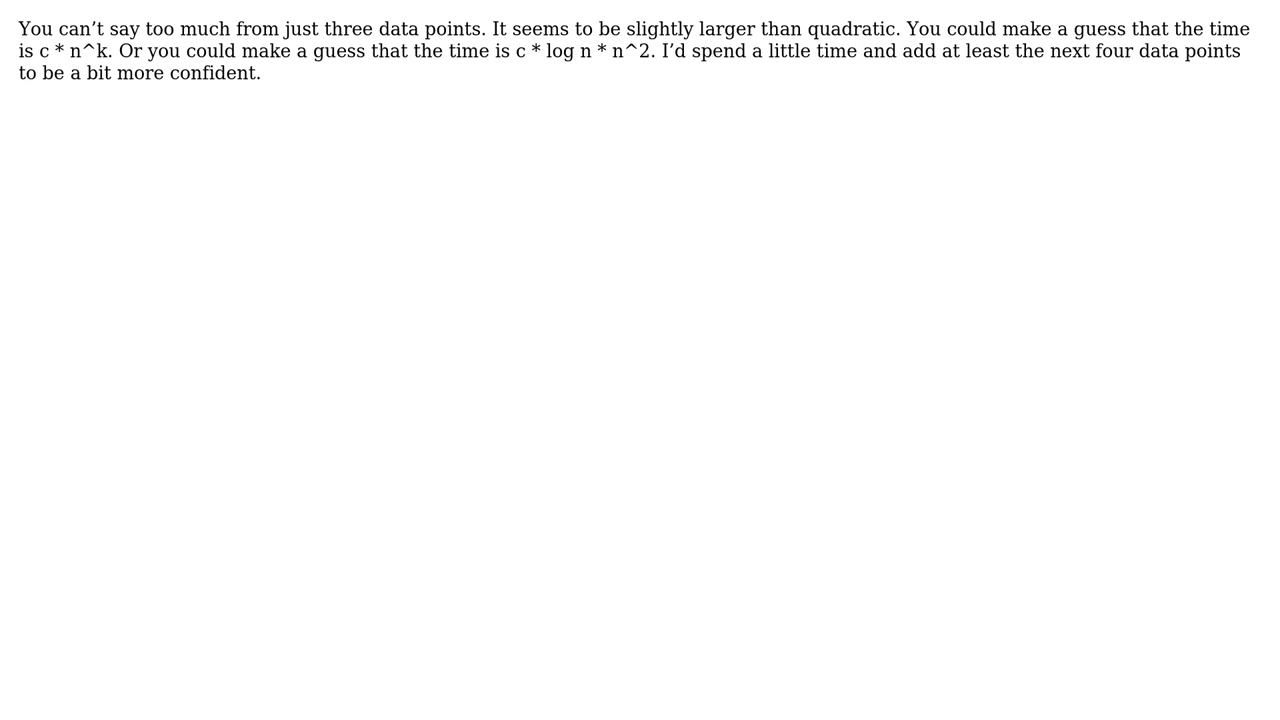 You can’t say too much from just three data points. It seems to be slightly larger than quadratic. You could make a guess that the time
is c * n^k. Or you could make a guess that the time is c * log n * n^2. I’d spend a little time and add at least the next four data points
to be a bit more confident.